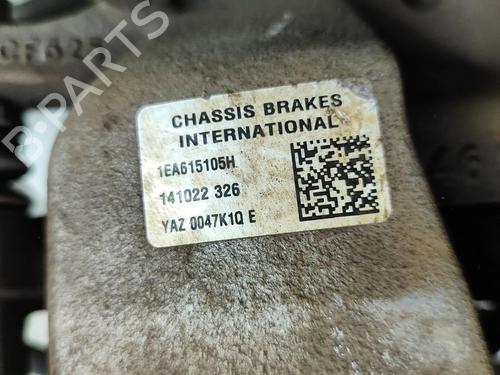 B-PARTS
CHASSIS BRAKES
INTERNATIONAL
1EA615105H
141022 326
YAZ 0047K1Q E